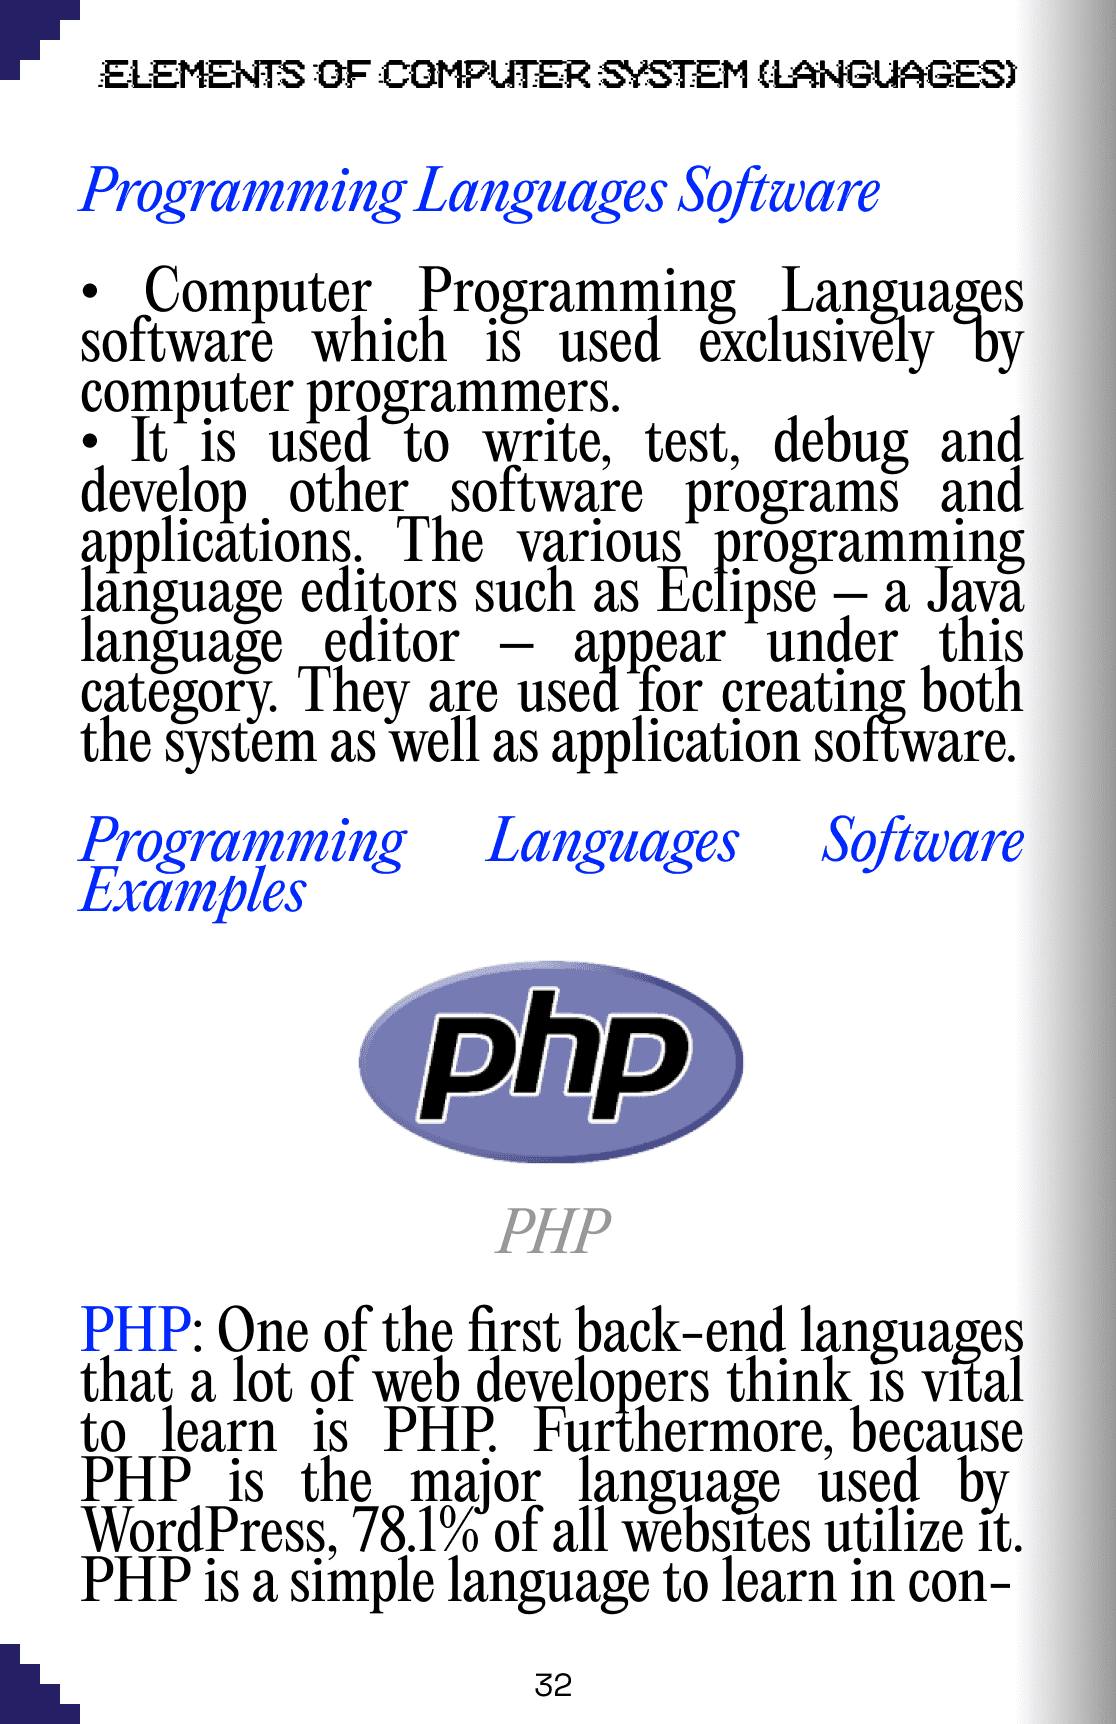 ELEMENTS OF COMPUTER SYSTEM (LANGUAGES)
Programming Languages Software
• Computer Programming Languages
software which is used exclusively by
computer programmers.
• It is used to write, test, debug and
develop other software programs and
applications. The various programming
language editors such as Eclipse – a Java
language editor – appear under this
category. They are used for creating both
the system as well as application software.
Programming Languages Software
Examples
php
PHP
PHP: One of the first back-end languages
that a lot of web developers think is vital
to learn is PHP. Furthermore, because
PHP is the major language used by
WordPress, 78.1% of all websites utilize it.
PHP is a simple language to learn in con-
32